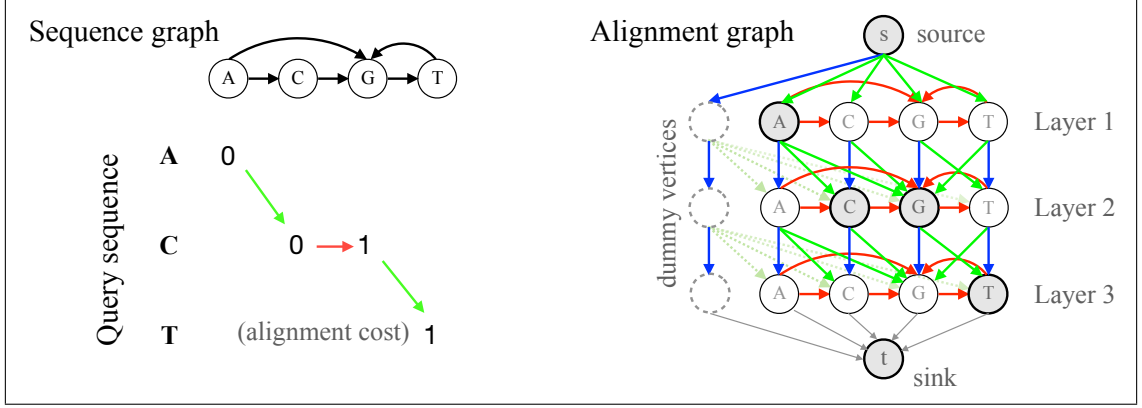 Sequence graph
A C G T
Query sequence
A 0
C 0 1
T (alignment cost) 1
Alignment graph
s source
A C G T Layer 1
dummy vertices
A C G T Layer 2
A C G T Layer 3
t
sink